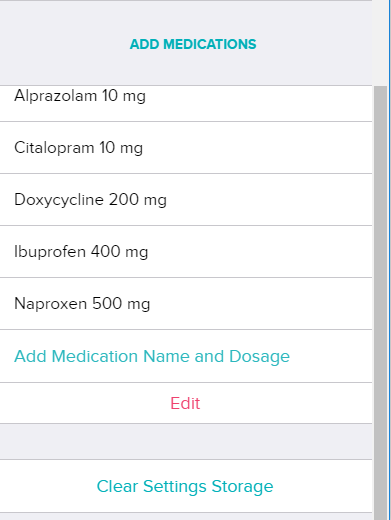 ADD MEDICATIONS
Alprazolam 10 mg
Citalopram 10 mg
Doxycycline 200 mg
Ibuprofen 400 mg
Naproxen 500 mg
Add Medication Name and Dosage
Edit
Clear Settings Storage